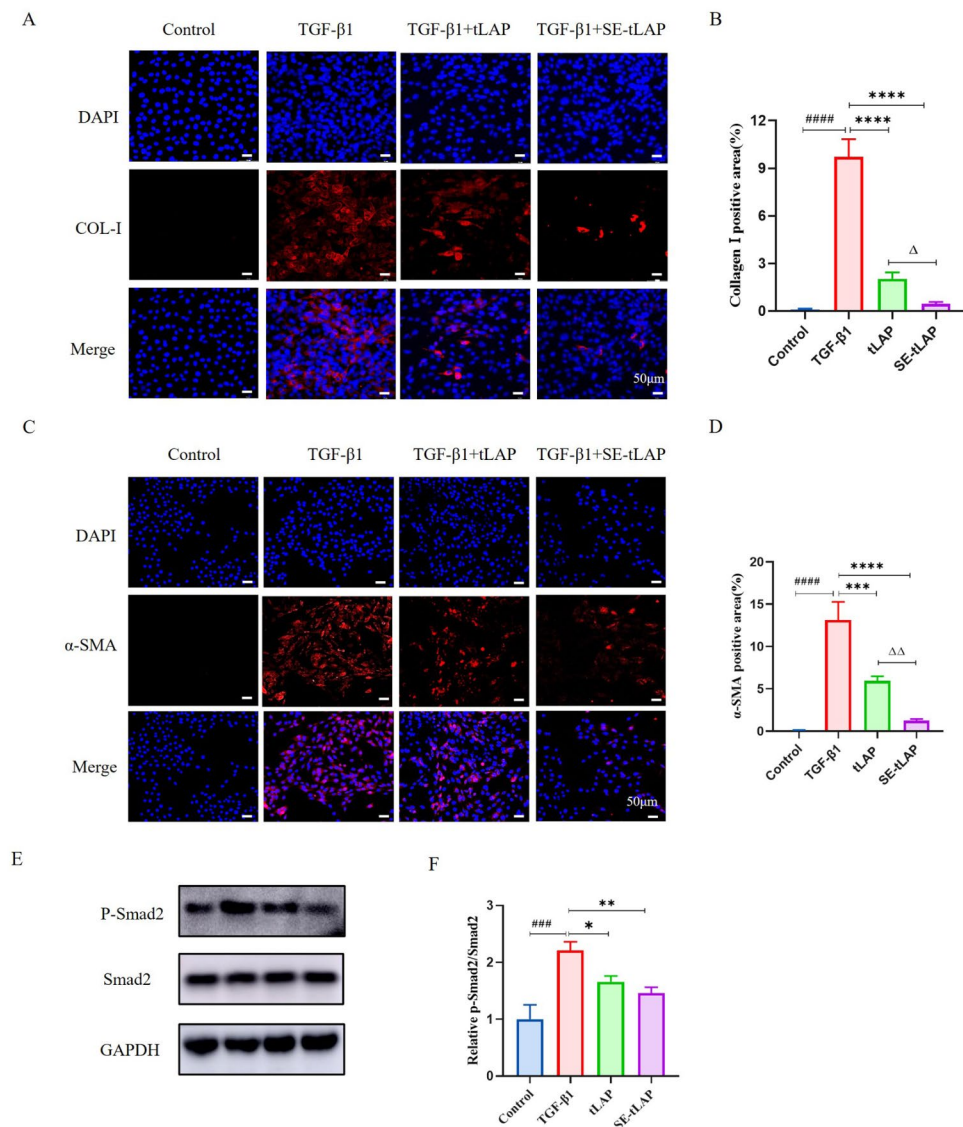 A
Control TGF-β1 TGF-β1+tLAP TGF-β1+SE-tLAP
DAPI
COL-I
Merge
50μm
B
Collagen I positive area(%)
12
9
6
3
0
####
****
****
Δ
Control TGF-β1 tLAP SE-tLAP
C
Control TGF-β1 TGF-β1+tLAP TGF-β1+SE-tLAP
DAPI
α-SMA
Merge
50μm
D
α-SMA positive area(%)
20
15
10
5
0
####
****
***
ΔΔ
Control TGF-β1 tLAP SE-tLAP
E
P-Smad2
Smad2
GAPDH
F
Relative p-Smad2/Smad2
3
2
1
0
###
**
*
Control TGF-β1 tLAP SE-tLAP